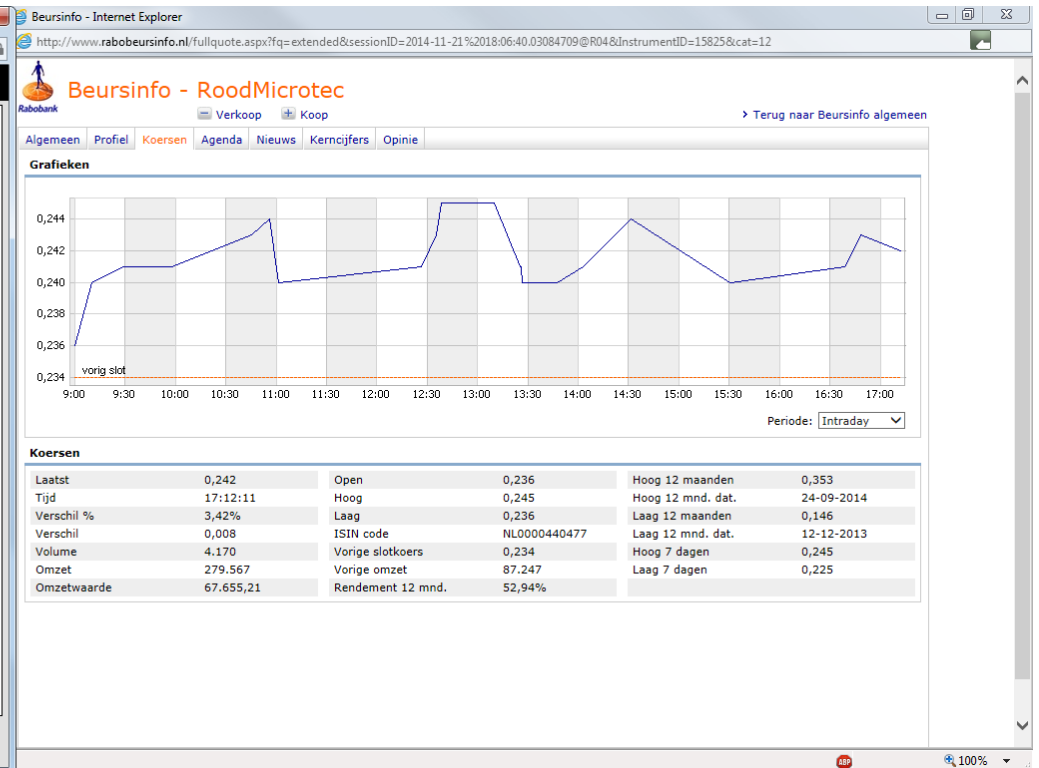 Beursinfo - Internet Explorer
http://www.rabobeursinfo.nl/fullquote.aspx?fq=extended&sessionID=2014-11-21%2018:06:40.03084709@R04&InstrumentID=15825&cat=12
Rabobank
Beursinfo - RoodMicrotec
Verkoop Koop
> Terug naar Beursinfo algemeen
Algemeen Profiel Koersen Agenda Nieuws Kerncijfers Opinie
Grafieken
0,244
0,242
0,240
0,238
0,236
0,234
vorig slot
9:00 9:30 10:00 10:30 11:00 11:30 12:00 12:30 13:00 13:30 14:00 14:30 15:00 15:30 16:00 16:30 17:00
Periode: Intraday
Koersen
Laatst 0,242 Open 0,236 Hoog 12 maanden 0,353
Tijd 17:12:11 Hoog 0,245 Hoog 12 mnd. dat. 24-09-2014
Verschil % 3,42% Laag 0,236 Laag 12 maanden 0,146
Verschil 0,008 ISIN code NL0000440477 Laag 12 mnd. dat. 12-12-2013
Volume 4.170 Vorige slotkoers 0,234 Hoog 7 dagen 0,245
Omzet 279.567 Vorige omzet 87.247 Laag 7 dagen 0,225
Omzetwaarde 67.655,21 Rendement 12 mnd. 52,94%
ABP
100%